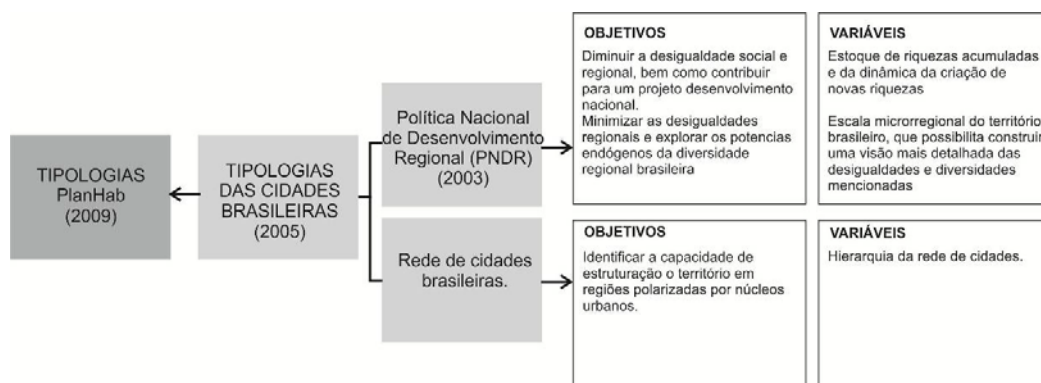 TIPOLOGIAS
PlanHab
(2009)
TIPOLOGIAS
DAS CIDADES
BRASILEIRAS
(2005)
Política Nacional
de Desenvolvimento
Regional (PNDR)
(2003)
OBJETIVOS
Diminuir a desigualdade social e
regional, bem como contribuir
para um projeto desenvolvimento
nacional.
Minimizar as desigualdades
regionais e explorar os potencias
endógenos da diversidade
regional brasileira
VARIÁVEIS
Estoque de riquezas acumuladas
e da dinâmica da criação de
novas riquezas
Escala microrregional do território
brasileiro, que possibilita construir
uma visão mais detalhada das
desigualdades e diversidades
mencionadas
Rede de cidades
brasileiras.
OBJETIVOS
Identificar a capacidade de
estruturação o território em
regiões polarizadas por núcleos
urbanos.
VARIÁVEIS
Hierarquia da rede de cidades.